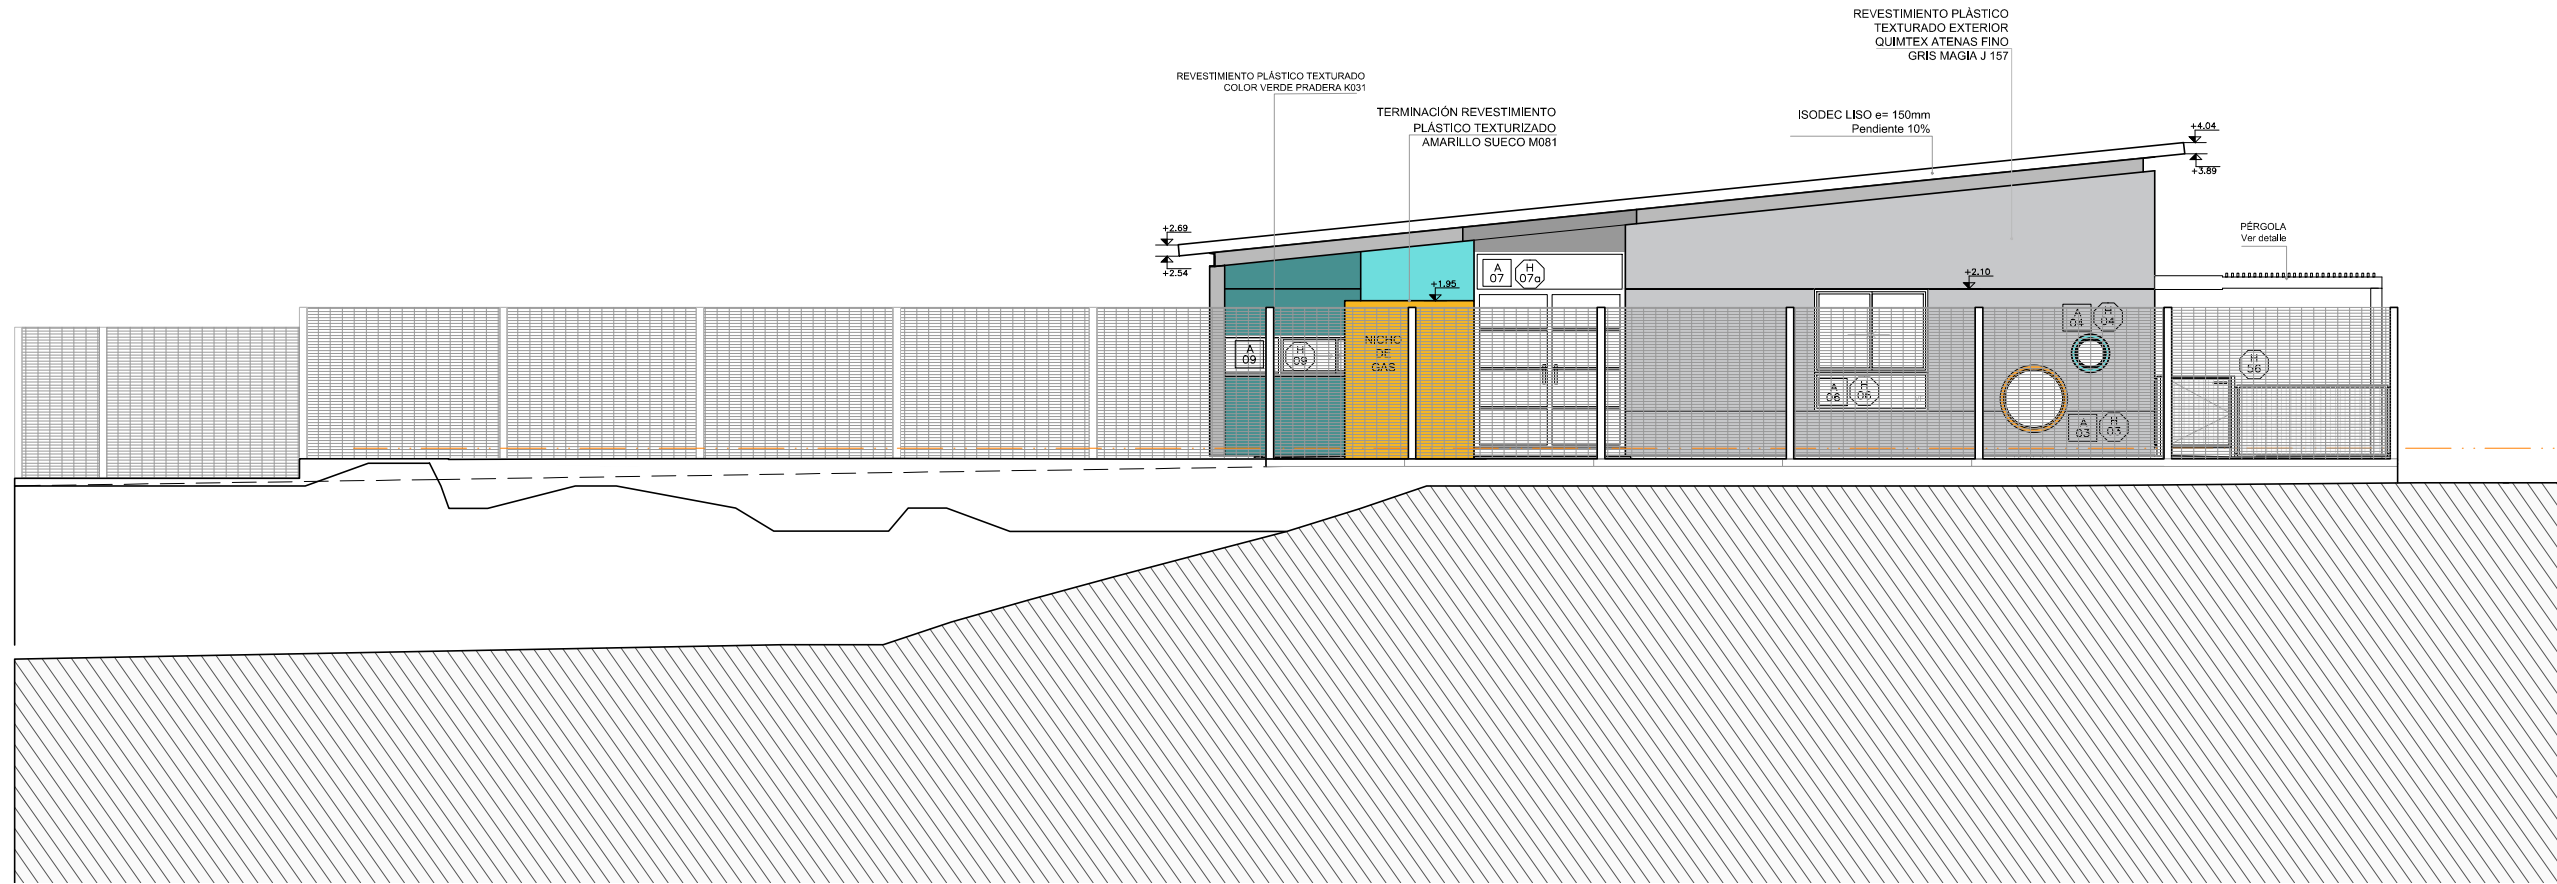 REVESTIMIENTO PLÁSTICO
TEXTURADO EXTERIOR
QUIMTEX ATENAS FINO
GRIS MAGIA J 157
REVESTIMIENTO PLÁSTICO TEXTURADO
COLOR VERDE PRADERA K031
TERMINACIÓN REVESTIMIENTO
PLÁSTICO TEXTURIZADO
AMARILLO SUECO M081
ISODEC LISO e= 150mm
Pendiente 10%
+4.04
+3.89
+2.69
+2.54
PÉRGOLA
Ver detalle
A
07
H
07a
+2.10
+1.95
A
04
H
04
NICHO
DE
GAS
A
09
H
09
H
56
A
06
H
06
A
03
H
03